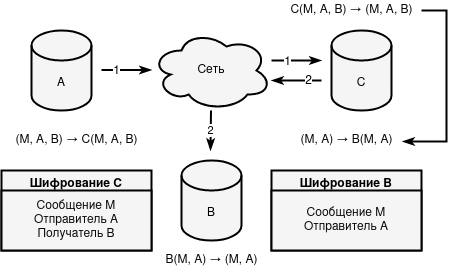 C(M, A, B) → (M, A, B)
A
1
Сеть
1
2
C
2
(M, A, B) → C(M, A, B)
(M, A) → B(M, A)
Шифрование C
Сообщение M
Отправитель A
Получатель B
B
B(M, A) → (M, A)
Шифрование B
Сообщение M
Отправитель A